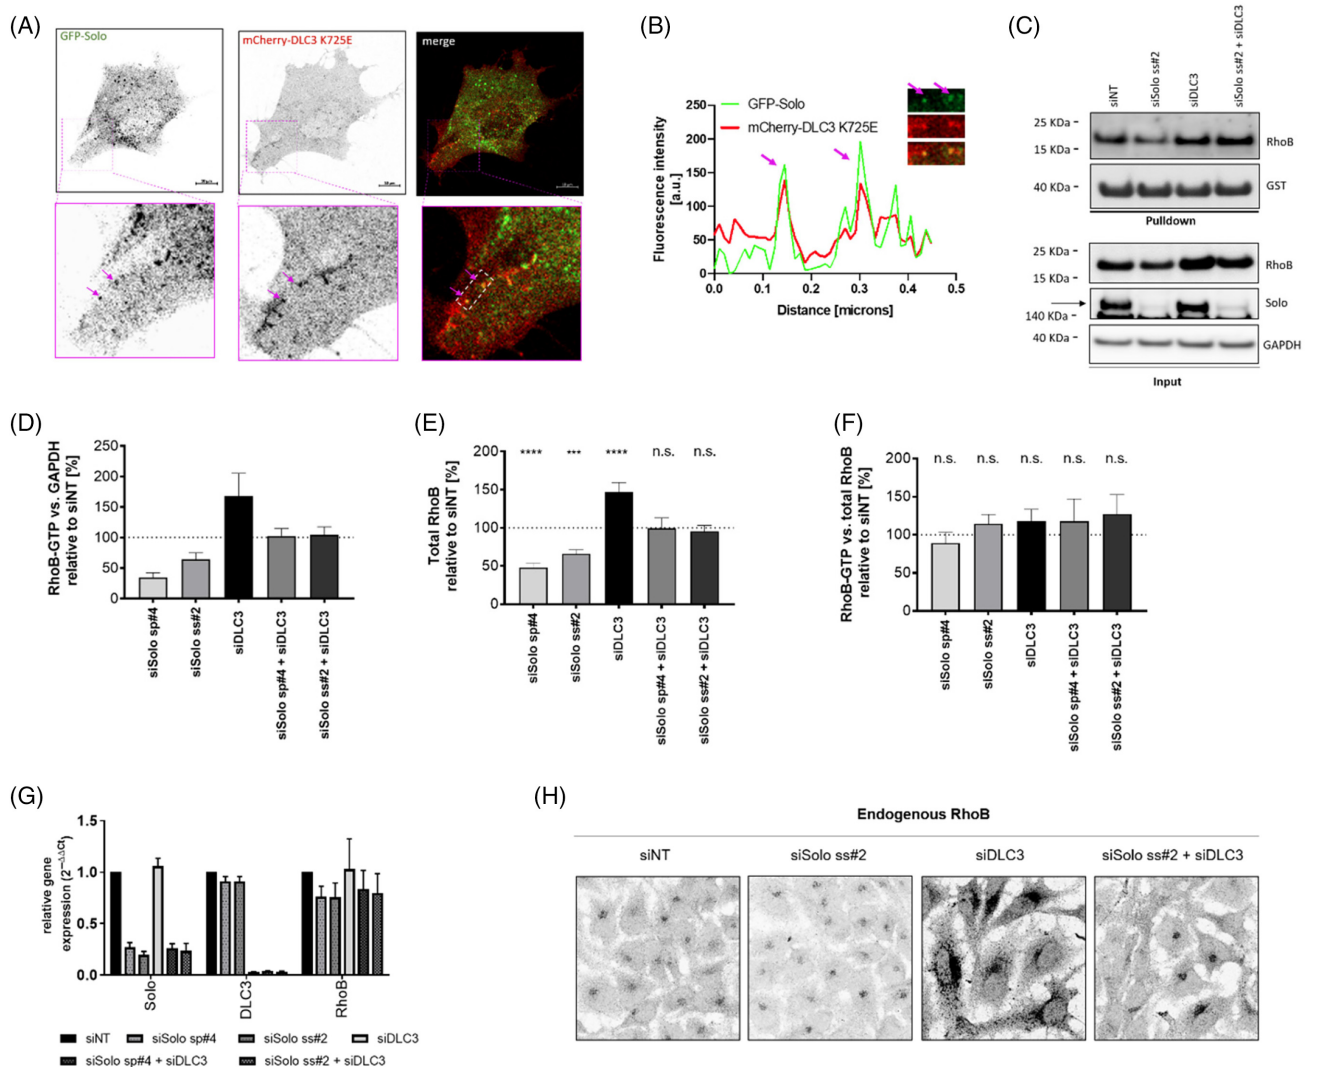 (A)
GFP-Solo
mCherry-DLC3 K725E
merge
(B)
GFP-Solo
mCherry-DLC3 K725E
Fluorescence intensity
[a.u.]
250
200
150
100
50
0
0.0 0.1 0.2 0.3 0.4 0.5
Distance [microns]
(C)
siNT
siSolo ss#2
siDLC3
siSolo ss#2 + siDLC3
25 KDa
15 KDa
RhoB
40 KDa
GST
Pulldown
25 KDa
15 KDa
RhoB
Solo
140 KDa
40 KDa
GAPDH
Input
(D)
RhoB-GTP vs. GAPDH
relative to siNT [%]
250
200
150
100
50
0
siSolo sp#4
siSolo ss#2
siDLC3
siSolo sp#4 + siDLC3
siSolo ss#2 + siDLC3
(E)
Total RhoB
relative to siNT [%]
200
150
100
50
0
**** *** **** n.s. n.s.
siSolo sp#4
siSolo ss#2
siDLC3
siSolo sp#4 + siDLC3
siSolo ss#2 + siDLC3
(F)
RhoB-GTP vs. total RhoB
relative to siNT [%]
200
150
100
50
0
n.s. n.s. n.s. n.s. n.s.
siSolo sp#4
siSolo ss#2
siDLC3
siSolo sp#4 + siDLC3
siSolo ss#2 + siDLC3
(G)
relative gene
expression (2−ΔΔCt)
1.5
1.0
0.5
0.0
Solo
DLC3
RhoB
siNT siSolo sp#4 siSolo ss#2 siDLC3
siSolo sp#4 + siDLC3 siSolo ss#2 + siDLC3
(H)
Endogenous RhoB
siNT siSolo ss#2 siDLC3 siSolo ss#2 + siDLC3